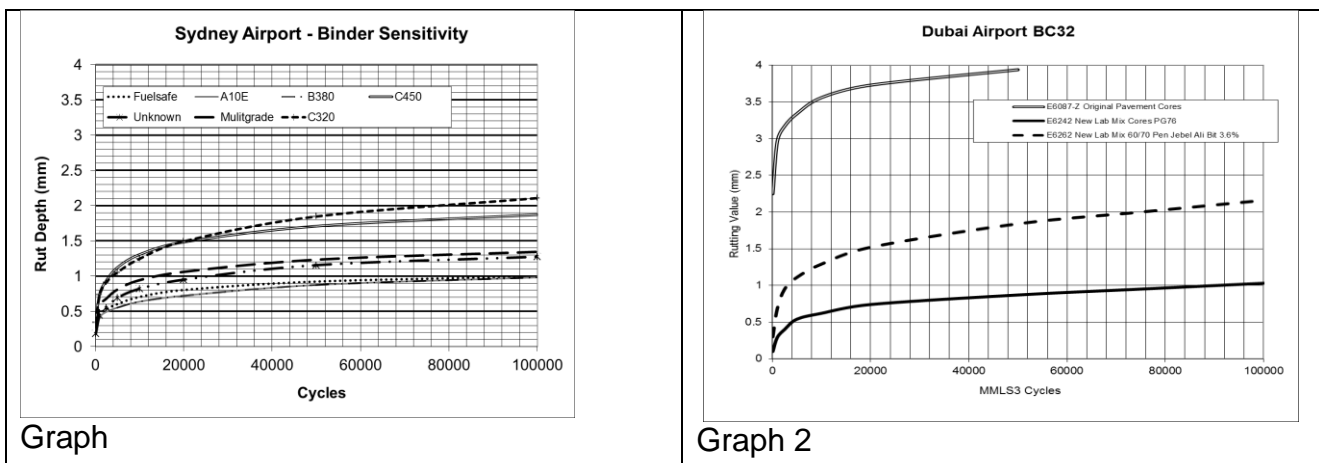 Sydney Airport - Binder Sensitivity
4
3.5
3
2.5
2
1.5
1
0.5
0
Rut Depth (mm)
Fuelsafe A10E B380 C450
Unknown Mulitgrade C320
0 20000 40000 60000 80000 100000
Cycles
Graph
Dubai Airport BC32
4
3.5
3
2.5
2
1.5
1
0.5
0
Rutting Value (mm)
E6087-Z Original Pavement Cores
E6242 New Lab Mix Cores PG76
E6262 New Lab Mix 60/70 Pen Jebel Ali Bit 3.6%
0 20000 40000 60000 80000 100000
MMLS3 Cycles
Graph 2